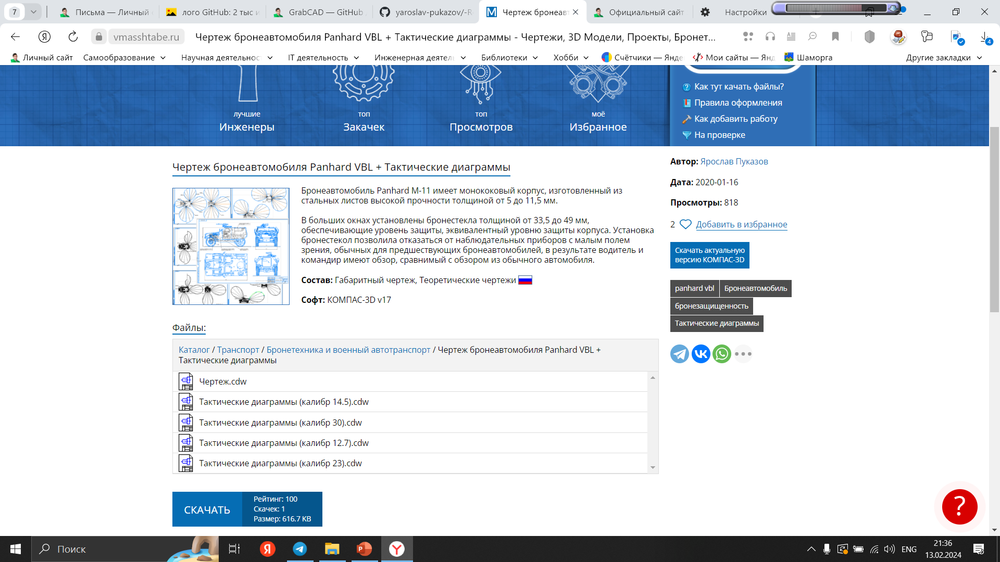 7
Письма — Личный
лого GitHub: 2 тыс и
GrabCAD — GitHub
yaroslav-pukazov/-R
Чертеж бронеавт
Официальный сайт
Настройки
vmasshtabe.ru
Чертеж бронеавтомобиля Panhard VBL + Тактические диаграммы - Чертежи, 3D Модели, Проекты, Бронет...
4
Личный сайт
Самообразование
Научная деятельнос
IT деятельность
Инженерная деятель
Библиотеки
Хобби
Счётчики — Янде
Мои сайты — Янд
Шаморга
Другие закладки
лучшие
Инженеры
топ
Закачек
топ
Просмотров
моё
Избранное
Как тут качать файлы?
Правила оформления
Как добавить работу
На проверке
Чертеж бронеавтомобиля Panhard VBL + Тактические диаграммы
Бронеавтомобиль Panhard M-11 имеет монококовый корпус, изготовленный из
стальных листов высокой прочности толщиной от 5 до 11,5 мм.
В больших окнах установлены бронестекла толщиной от 33,5 до 49 мм,
обеспечивающие уровень защиты, эквивалентный уровню защиты корпуса. Установка
бронестекол позволила отказаться от наблюдательных приборов с малым полем
зрения, обычных для предшествующих бронеавтомобилей, в результате водитель и
командир имеют обзор, сравнимый с обзором из обычного автомобиля.
Состав: Габаритный чертеж, Теоретические чертежи
Софт: КОМПАС-3D v17
Автор: Ярослав Пуказов
Дата: 2020-01-16
Просмотры: 818
2 Добавить в избранное
Скачать актуальную
версию КОМПАС-3D
panhard vbl
Бронеавтомобиль
бронезащищенность
Тактические диаграммы
Файлы:
Каталог / Транспорт / Бронетехника и военный автотранспорт / Чертеж бронеавтомобиля Panhard VBL +
Тактические диаграммы
Чертеж.cdw
Тактические диаграммы (калибр 14.5).cdw
Тактические диаграммы (калибр 30).cdw
Тактические диаграммы (калибр 12.7).cdw
Тактические диаграммы (калибр 23).cdw
СКАЧАТЬ
Рейтинг: 100
Скачек: 1
Размер: 616.7 KB
?
Поиск
ENG
21:36
13.02.2024